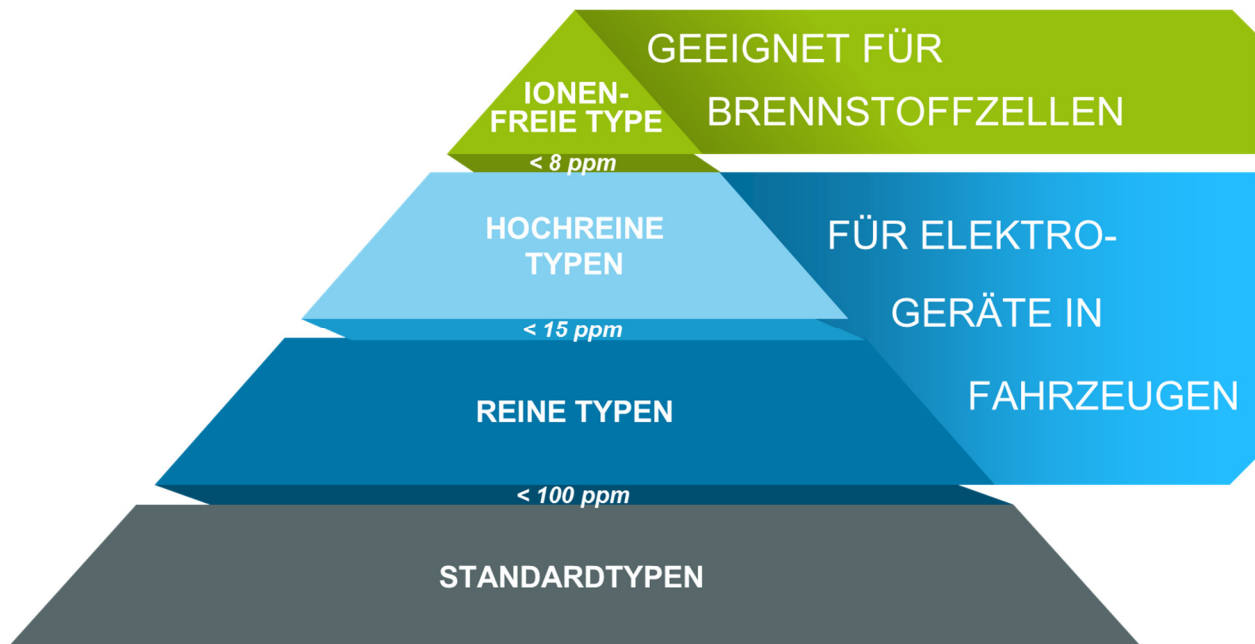 IONEN-
FREIE TYPE
GEEIGNET FÜR
BRENNSTOFFZELLEN
< 8 ppm
HOCHREINE
TYPEN
FÜR ELEKTRO-
GERÄTE IN
FAHRZEUGEN
< 15 ppm
REINE TYPEN
< 100 ppm
STANDARDTYPEN